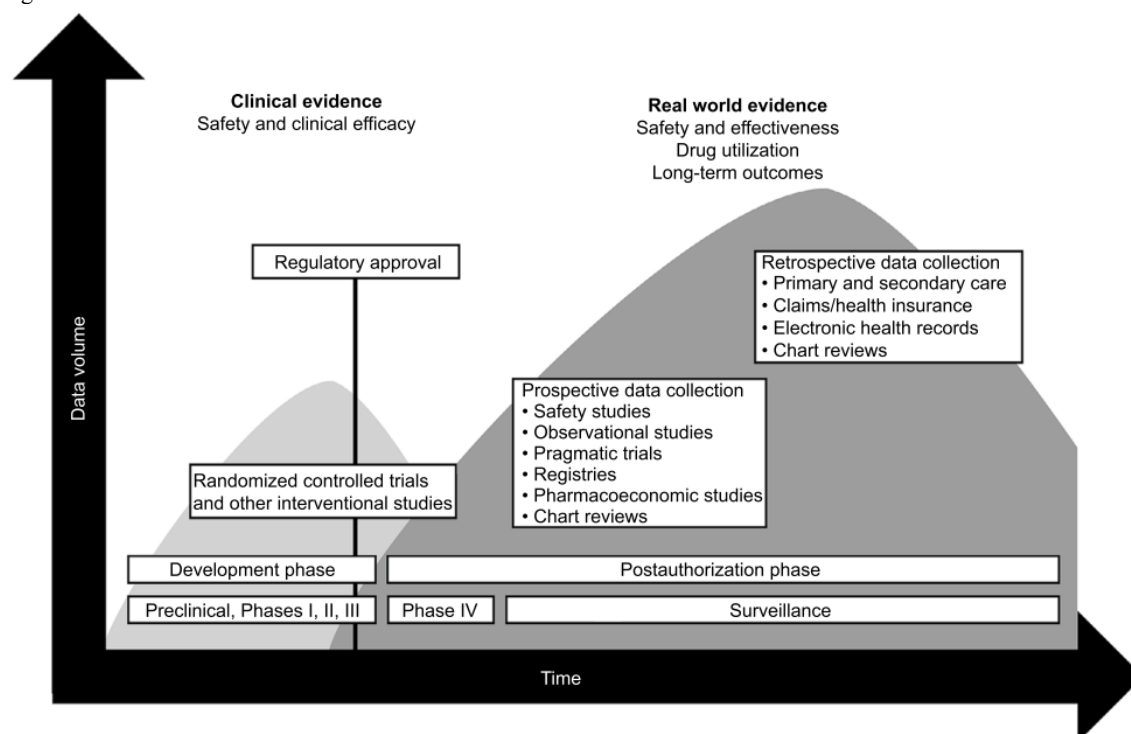 Clinical evidence
Safety and clinical efficacy
Real world evidence
Safety and effectiveness
Drug utilization
Long-term outcomes
Regulatory approval
Retrospective data collection
• Primary and secondary care
• Claims/health insurance
• Electronic health records
• Chart reviews
Data volume
Prospective data collection
• Safety studies
• Observational studies
• Pragmatic trials
• Registries
• Pharmacoeconomic studies
• Chart reviews
Randomized controlled trials
and other interventional studies
Development phase
Postauthorization phase
Preclinical, Phases I, II, III
Phase IV
Surveillance
Time